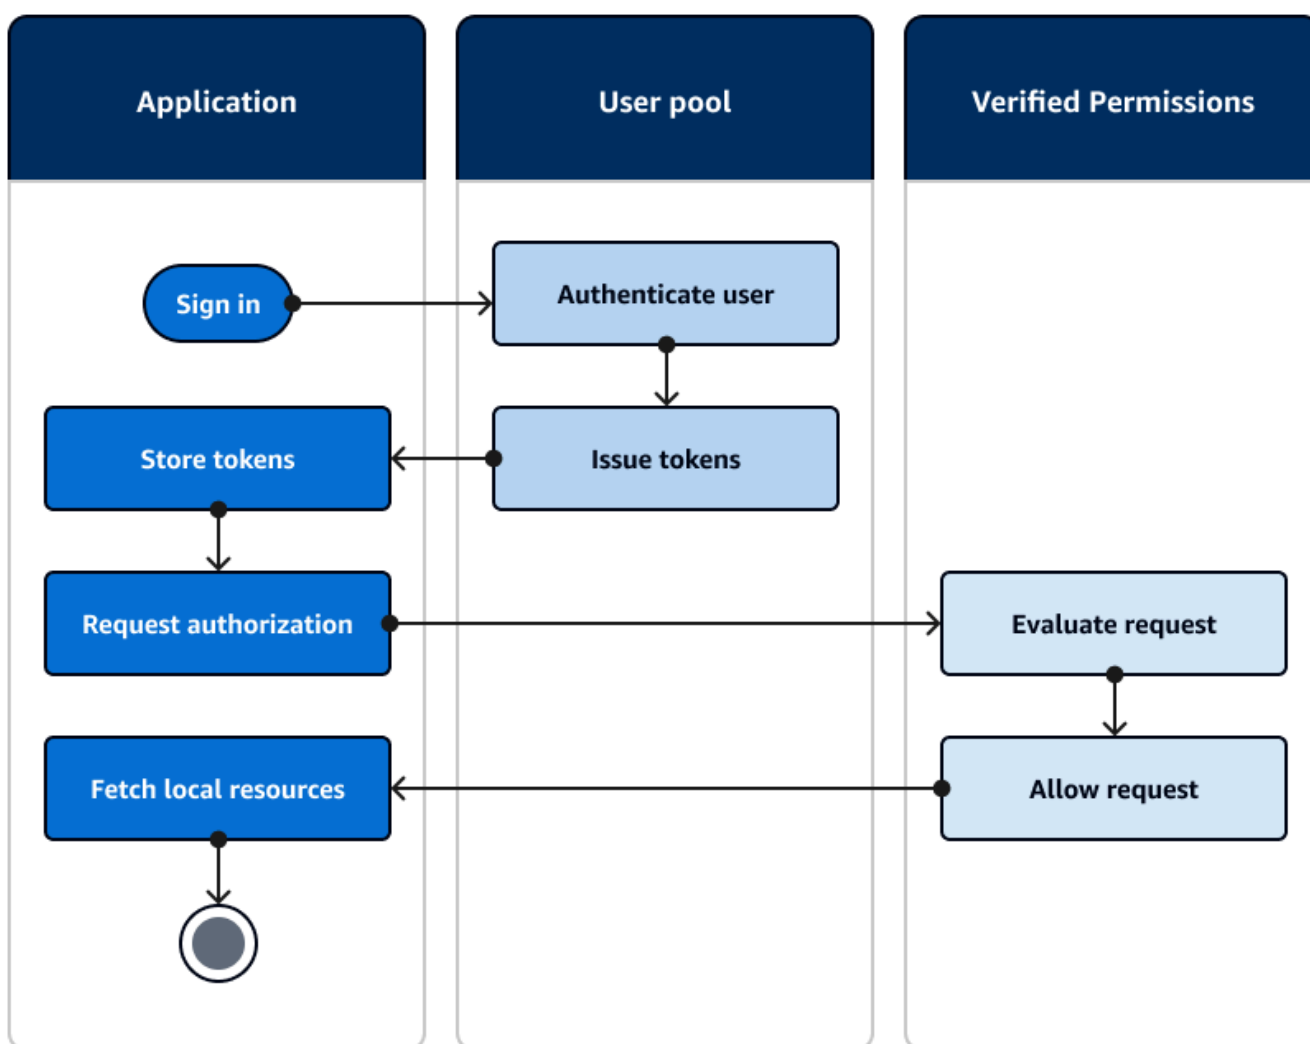 Application
User pool
Verified Permissions
Sign in
Authenticate user
Store tokens
Issue tokens
Request authorization
Evaluate request
Fetch local resources
Allow request